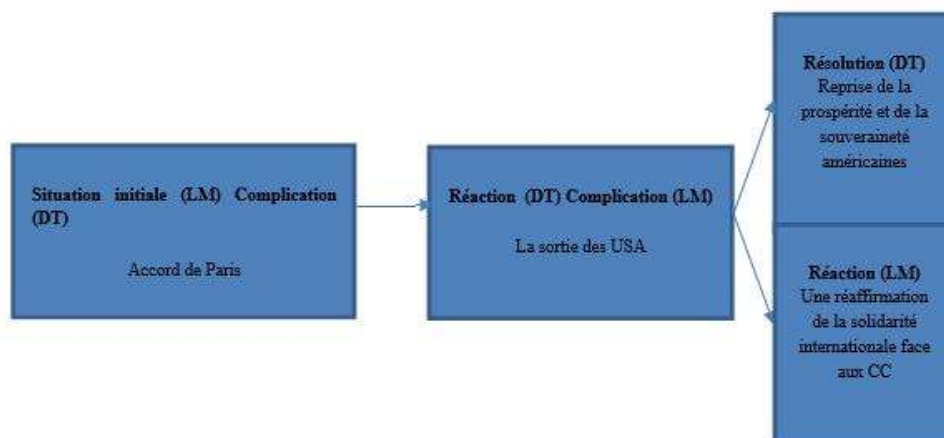 Situation initiale (LM) Complication
(DT)
Accord de Paris
Réaction (DT) Complication (LM)
La sortie des USA
Résolution (DT)
Reprise de la
prospérité et de la
souveraineté
américaines
Réaction (LM)
Une réaffirmation
de la solidarité
internationale face
aux CC